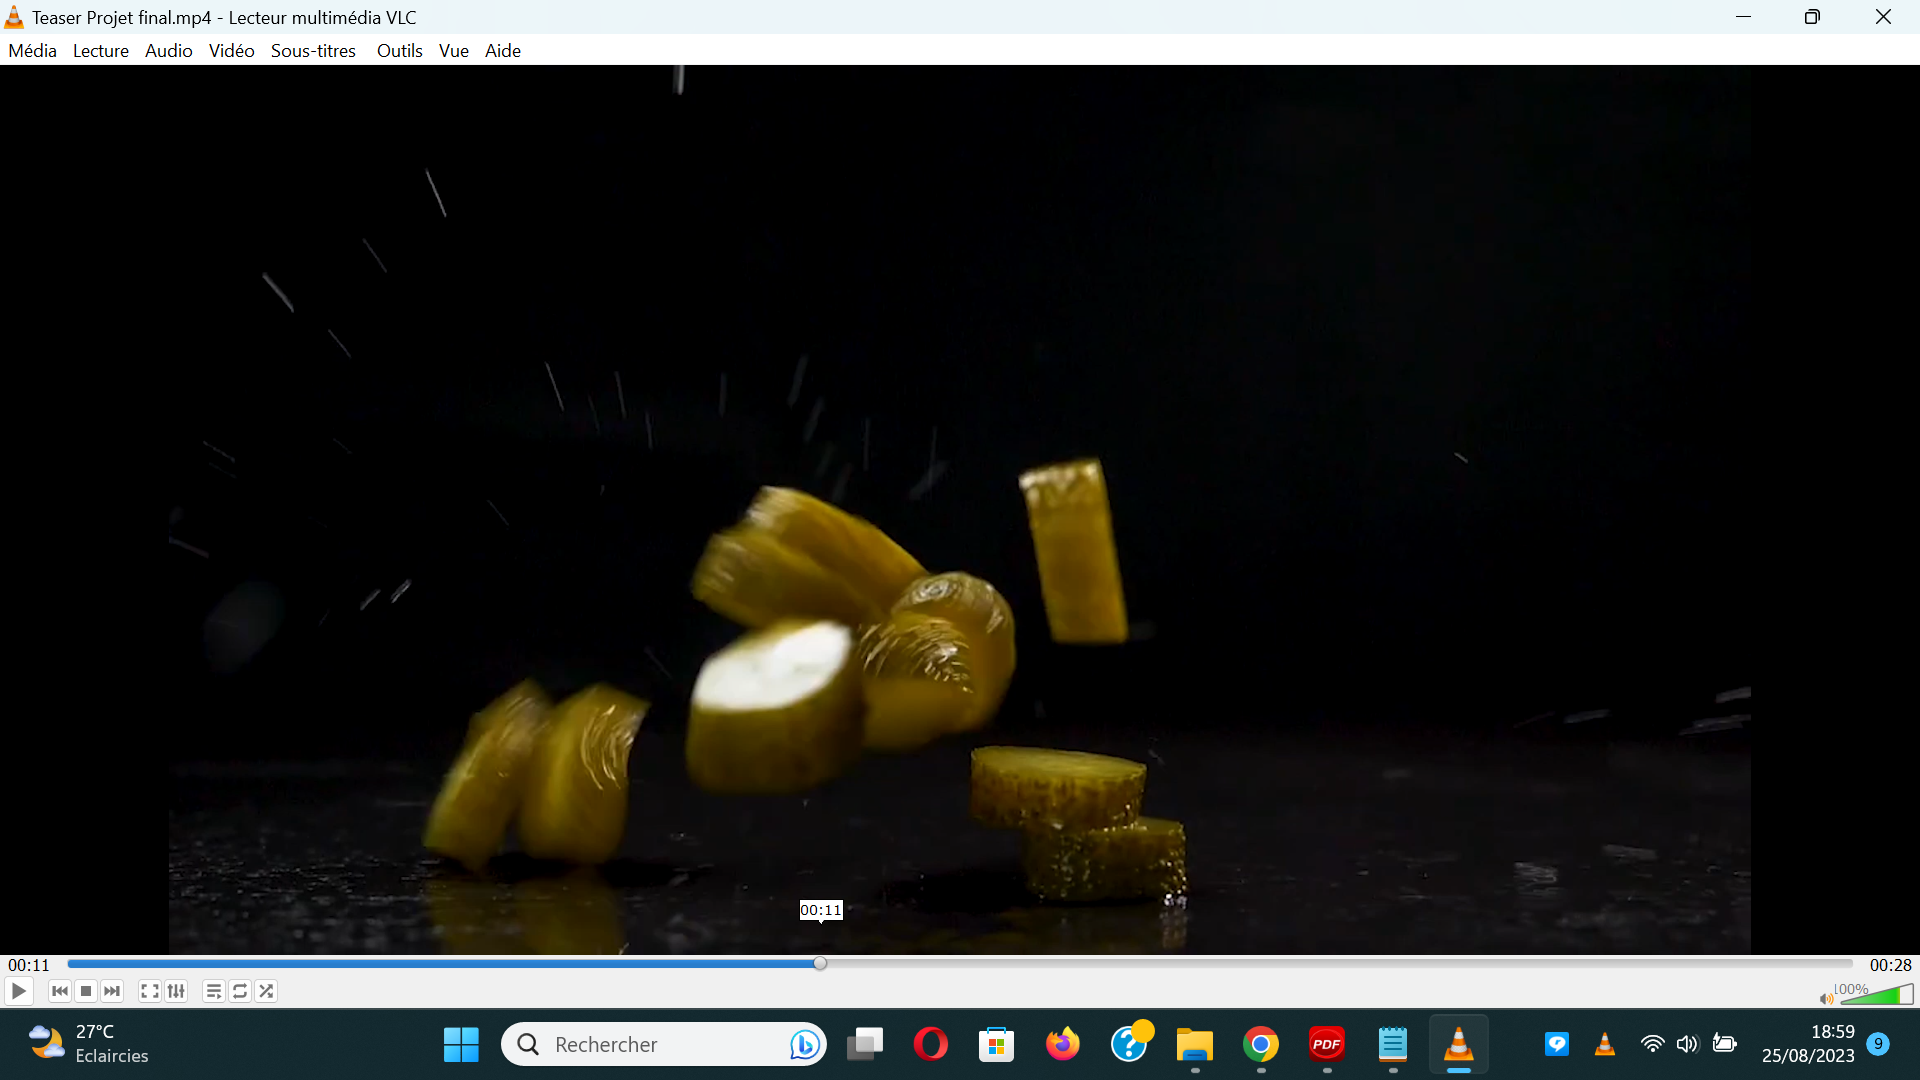 Teaser Projet final.mp4 - Lecteur multimédia VLC
Média Lecture Audio Vidéo Sous-titres Outils Vue Aide
00:11
00:11 00:28
100%
27°C
Eclaircies
Rechercher
PDF
18:59
25/08/2023
9